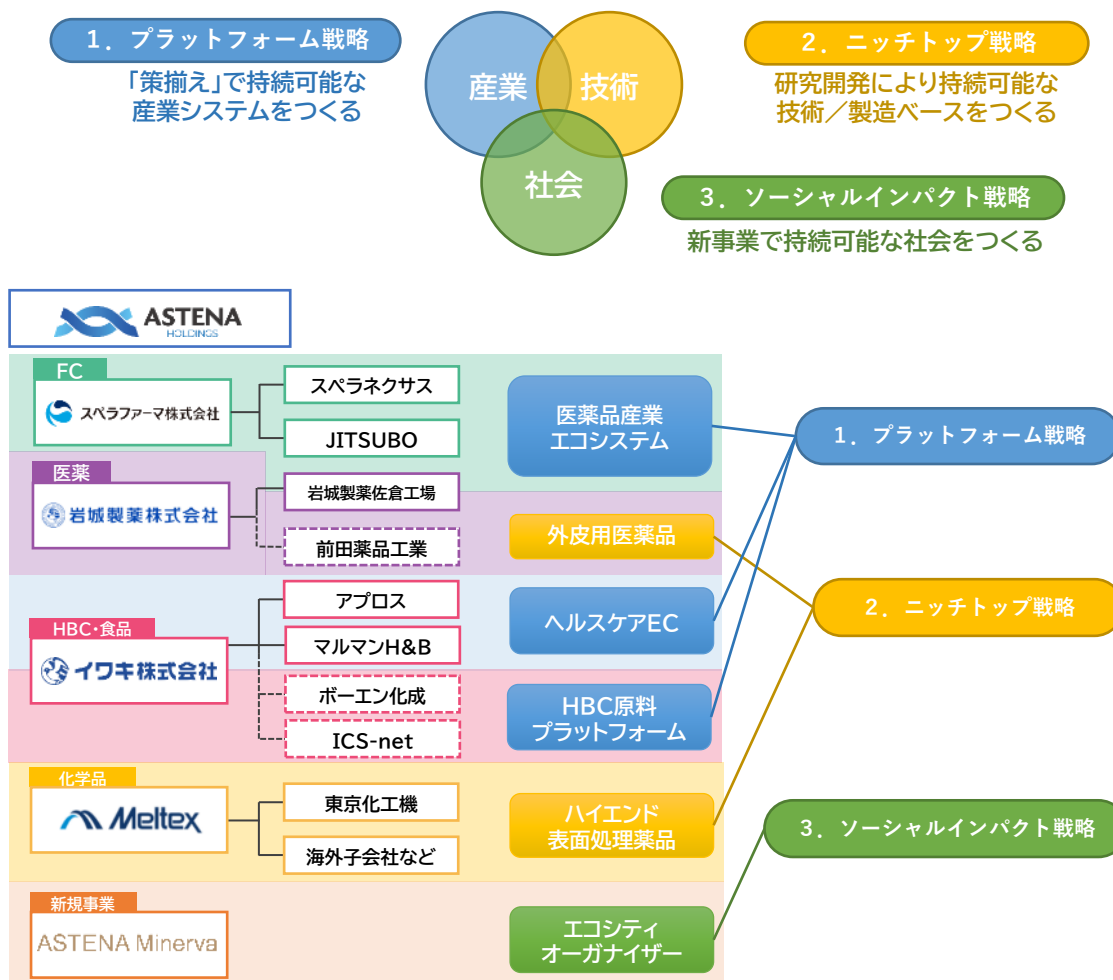 1. プラットフォーム戦略
「策揃え」で持続可能な
産業システムをつくる
産業
技術
社会
2. ニッチトップ戦略
研究開発により持続可能な
技術／製造ベースをつくる
3. ソーシャルインパクト戦略
新事業で持続可能な社会をつくる
ASTENA
HOLDINGS
FC
スペラファーマ株式会社
スペラネクサス
JITSUBO
医薬品産業
エコシステム
1. プラットフォーム戦略
医薬
岩城製薬株式会社
岩城製薬佐倉工場
前田薬品工業
外皮用医薬品
HBC・食品
イワキ株式会社
アプロス
マルマンH&B
ボーエン化成
ICS-net
ヘルスケアEC
HBC原料
プラットフォーム
2. ニッチトップ戦略
化学品
Meltex
東京化工機
海外子会社など
ハイエンド
表面処理薬品
3. ソーシャルインパクト戦略
新規事業
ASTENA Minerva
エコシティ
オーガナイザー